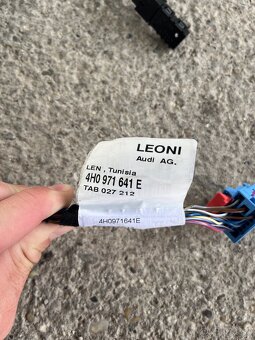 LEONI
Audi AG.
LEN . Tunisia
4H0 971 641 E
TAB 027 212
4H0971641E